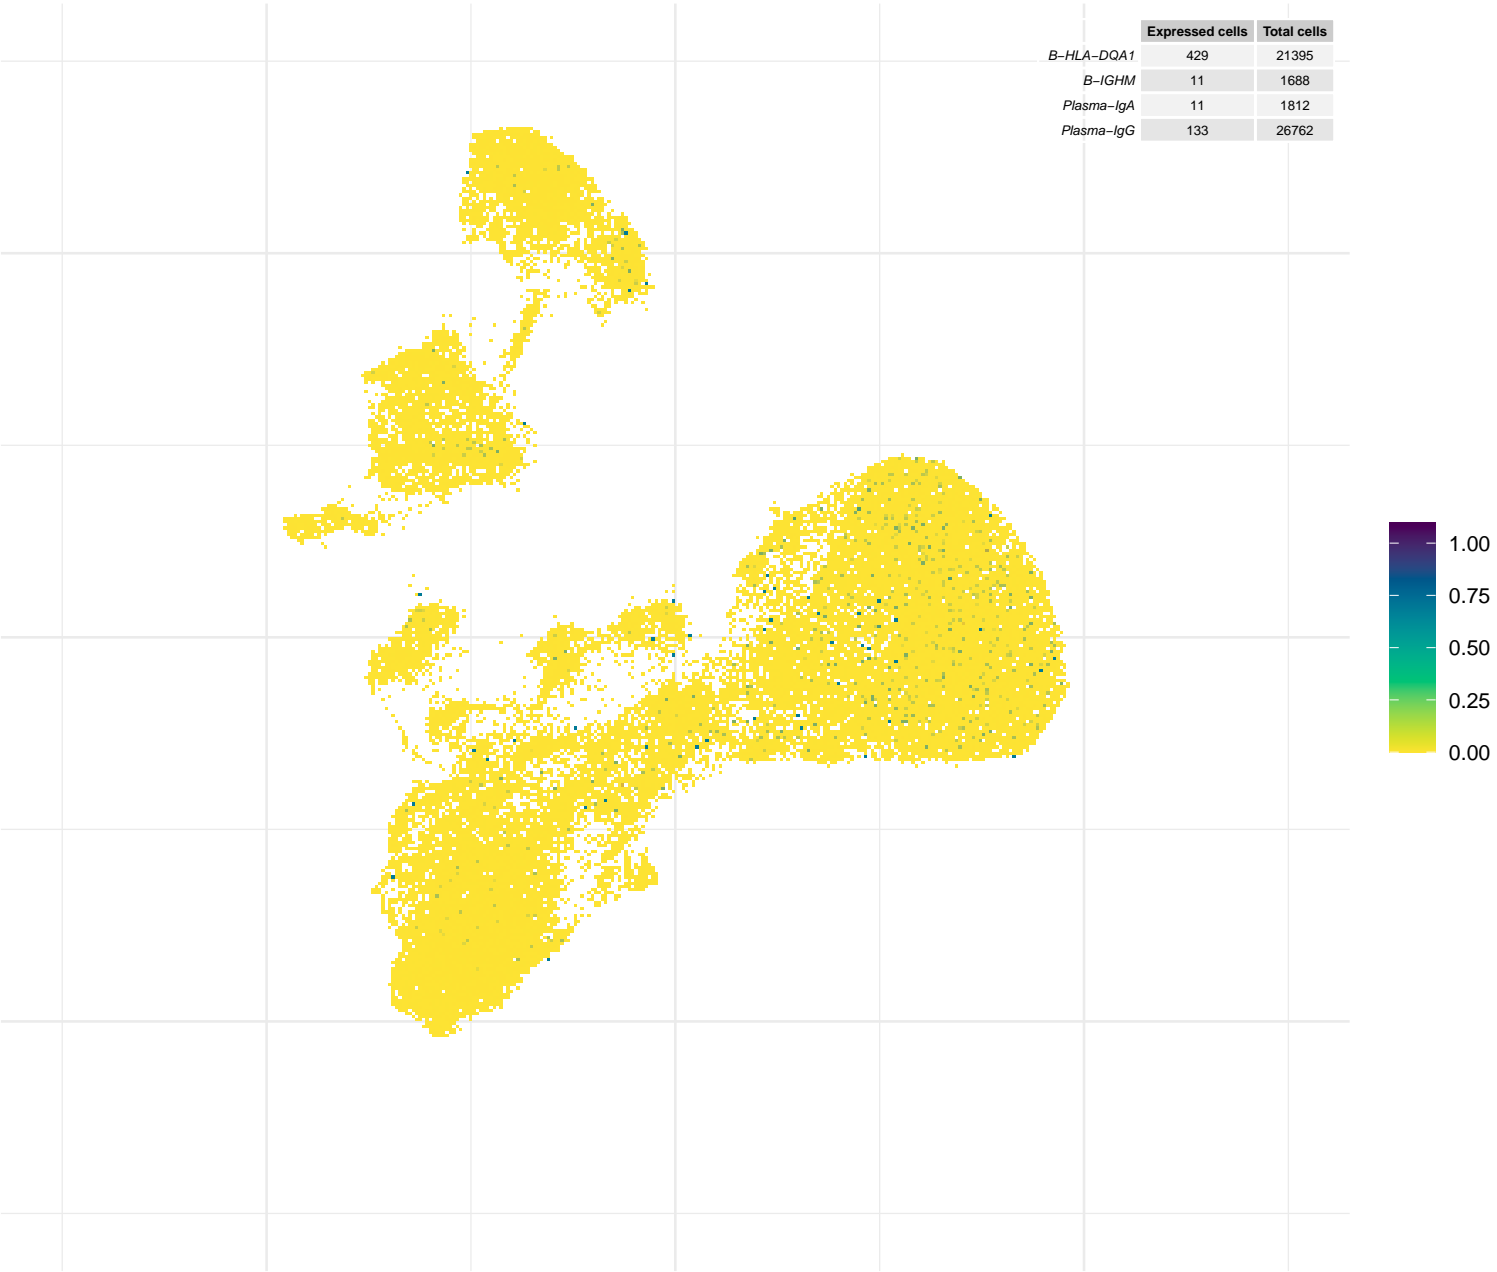 Expressed cells Total cells
B−HLA−DQA1 429 21395
B−IGHM 11 1688
Plasma−IgA 11 1812
Plasma−IgG 133 26762
1.00
0.75
0.50
0.25
0.00